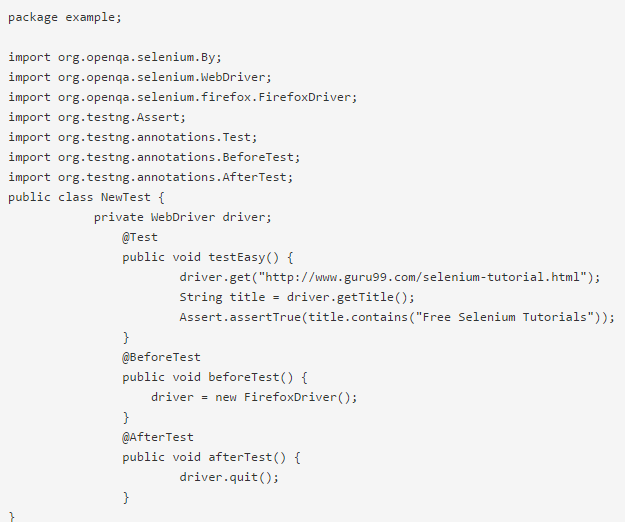 package example;
import org.openqa.selenium.By;
import org.openqa.selenium.WebDriver;
import org.openqa.selenium.firefox.FirefoxDriver;
import org.testng.Assert;
import org.testng.annotations.Test;
import org.testng.annotations.BeforeTest;
import org.testng.annotations.AfterTest;
public class NewTest {
private WebDriver driver;
@Test
public void testEasy() {
driver.get("http://www.guru99.com/selenium-tutorial.html");
String title = driver.getTitle();
Assert.assertTrue(title.contains("Free Selenium Tutorials"));
}
@BeforeTest
public void beforeTest() {
driver = new FirefoxDriver();
}
@AfterTest
public void afterTest() {
driver.quit();
}
}